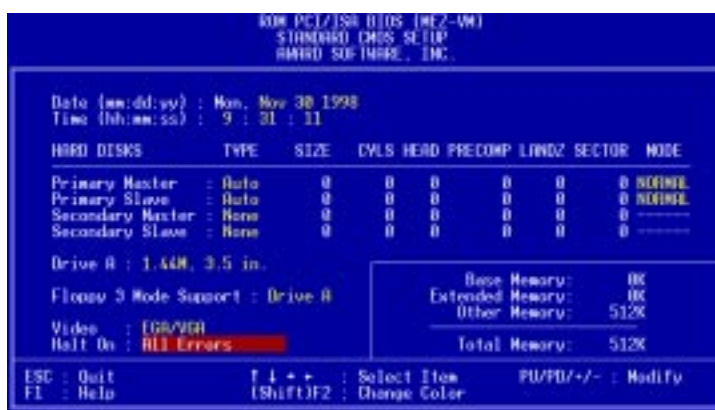 ROM PCI/ISA BIOS (MEZ-VM)
STANDARD CMOS SETUP
AWARD SOFTWARE, INC.
Date (mm:dd:yy) : Mon, Nov 30 1998
Time (hh:mm:ss) : 9 : 31 : 11
HARD DISKS TYPE SIZE CYLS HEAD PRECOMP LANDZ SECTOR MODE
Primary Master : Auto 0 0 0 0 0 0 NORMAL
Primary Slave : Auto 0 0 0 0 0 0 NORMAL
Secondary Master : None 0 0 0 0 0 0 ------
Secondary Slave : None 0 0 0 0 0 0 ------
Drive A : 1.44M, 3.5 in.
Floppy 3 Mode Support : Drive A
Video : EGA/VGA
Halt On : All Errors
Base Memory: 0K
Extended Memory: 0K
Other Memory: 512K
Total Memory: 512K
ESC : Quit ↑ ↓ → ← : Select Item PU/PD/+/- : Modify
F1 : Help (Shift)F2 : Change Color